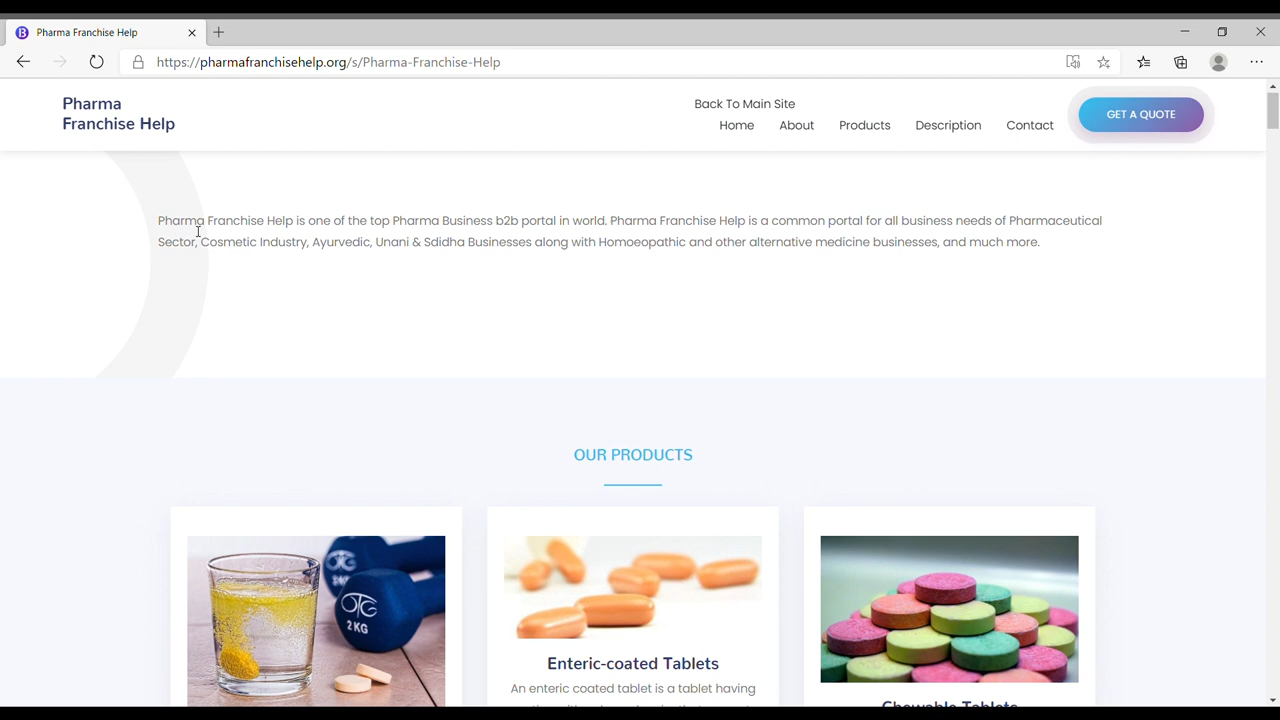 Pharma Franchise Help
https://pharmafranchisehelp.org/s/Pharma-Franchise-Help
Pharma
Franchise Help
Back To Main Site
Home About Products Description Contact
GET A QUOTE
Pharma Franchise Help is one of the top Pharma Business b2b portal in world. Pharma Franchise Help is a common portal for all business needs of Pharmaceutical
Sector, Cosmetic Industry, Ayurvedic, Unani & Sdidha Businesses along with Homoeopathic and other alternative medicine businesses, and much more.
OUR PRODUCTS
OTG
2 KG
Enteric-coated Tablets
An enteric coated tablet is a tablet having
Chewable Tablets